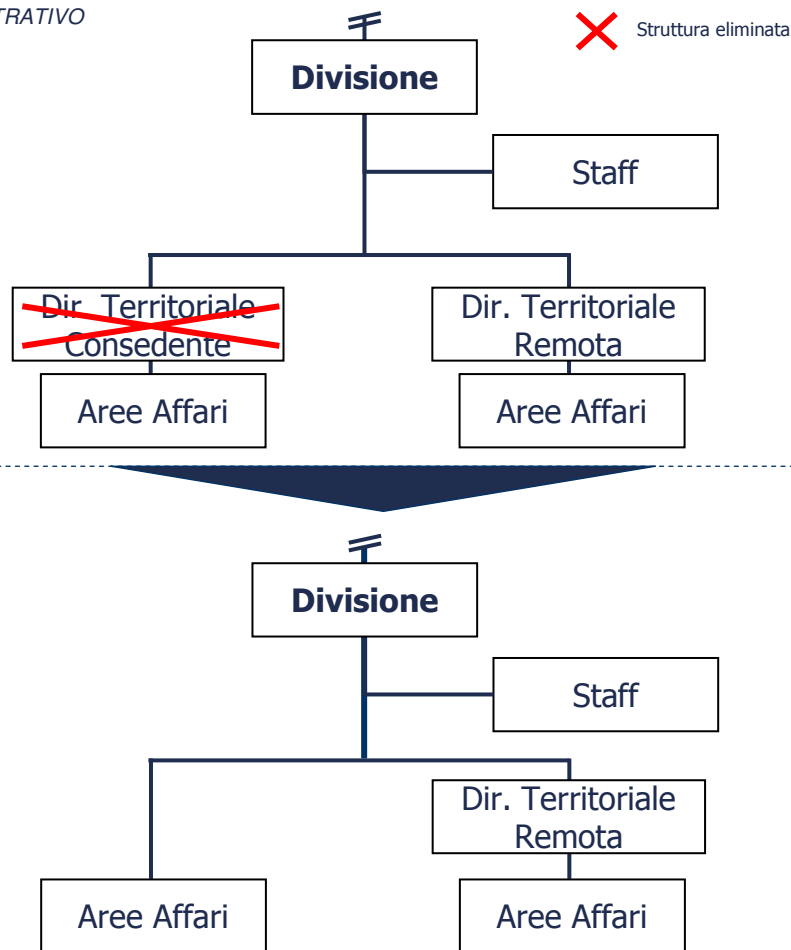 TRATIVO
Struttura eliminata
Divisione
Staff
Dir. Territoriale
Consedente
Dir. Territoriale
Remota
Aree Affari
Aree Affari
Divisione
Staff
Dir. Territoriale
Remota
Aree Affari
Aree Affari